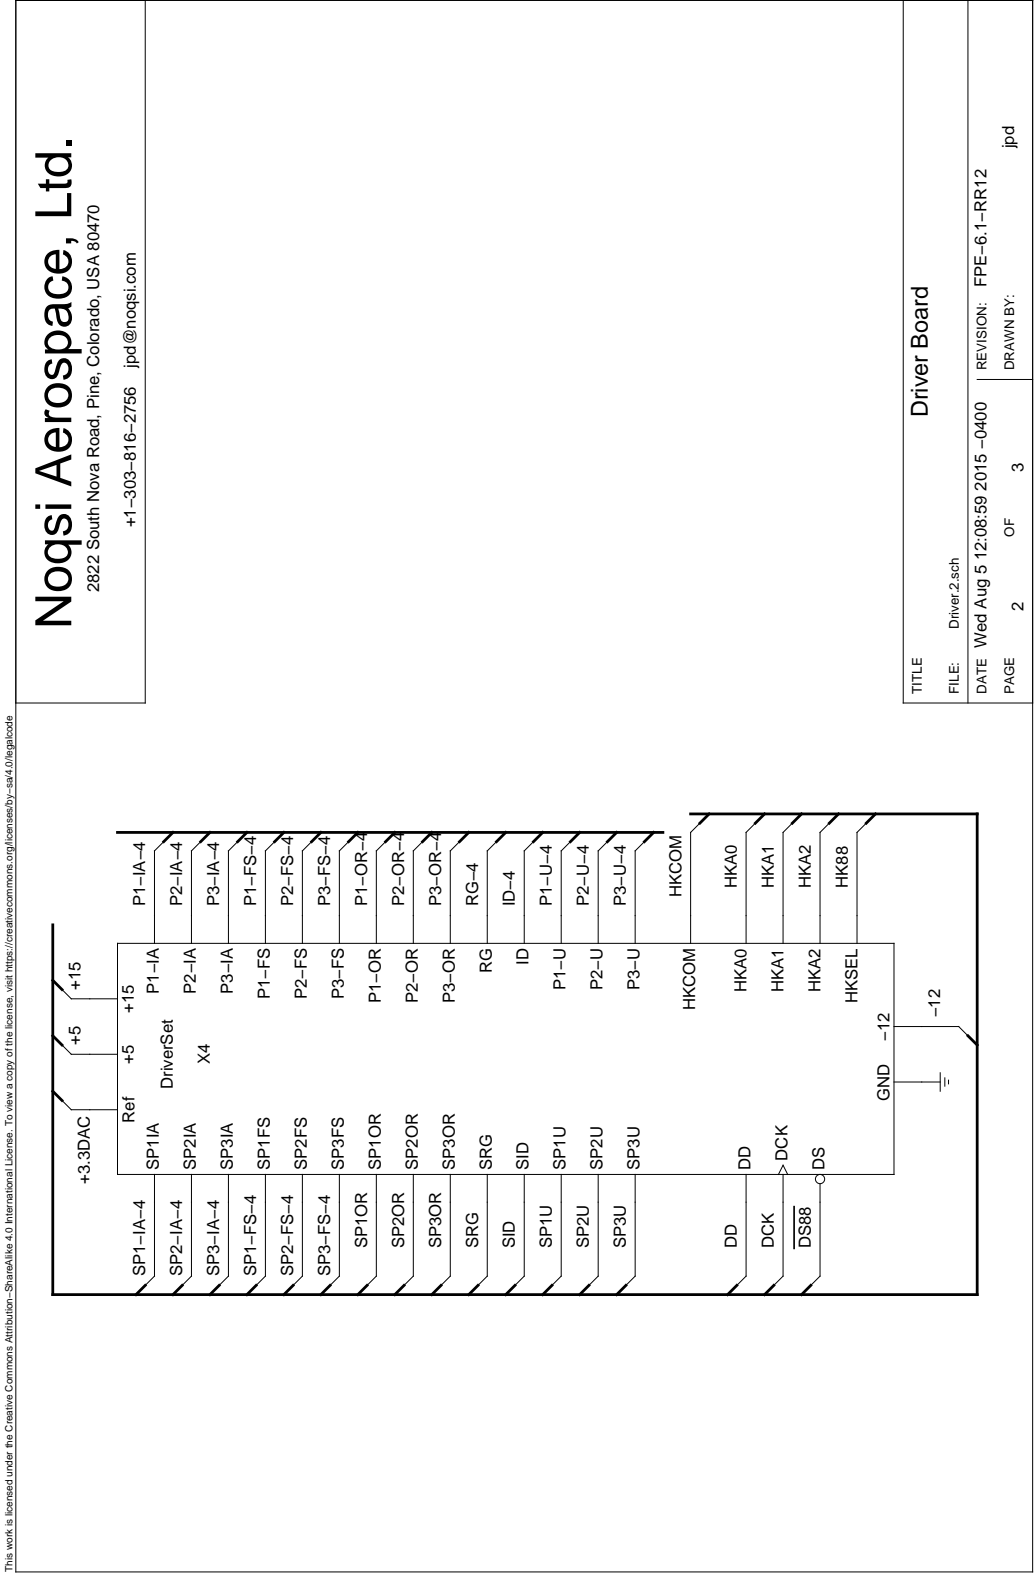 This work is licensed under the Creative Commons Attribution−ShareAlike 4.0 International License. To view a copy of the license, visit https://creativecommons.org/licenses/by−sa/4.0/legalcode
Noqsi Aerospace, Ltd.
2822 South Nova Road, Pine, Colorado, USA 80470
+1−303−816−2756 jpd@noqsi.com
+3.3DAC
+5
+15
Ref
+5
+15
DriverSet
X4
SP1−IA−4 SP1IA P1−IA P1−IA−4
SP2−IA−4 SP2IA P2−IA P2−IA−4
SP3−IA−4 SP3IA P3−IA P3−IA−4
SP1−FS−4 SP1FS P1−FS P1−FS−4
SP2−FS−4 SP2FS P2−FS P2−FS−4
SP3−FS−4 SP3FS P3−FS P3−FS−4
SP1OR SP1OR P1−OR P1−OR−4
SP2OR SP2OR P2−OR P2−OR−4
SP3OR SP3OR P3−OR P3−OR−4
SRG SRG RG RG−4
SID SID ID ID−4
SP1U SP1U P1−U P1−U−4
SP2U SP2U P2−U P2−U−4
SP3U SP3U P3−U P3−U−4
HKCOM HKCOM
DD DD HKA0 HKA0
DCK DCK HKA1 HKA1
DS88 DS HKA2 HKA2
HKSEL HK88
GND −12
−12
TITLE
Driver Board
FILE: Driver.2.sch
DATE Wed Aug 5 12:08:59 2015 −0400
REVISION: FPE−6.1−RR12
PAGE 2 OF 3
DRAWN BY: jpd